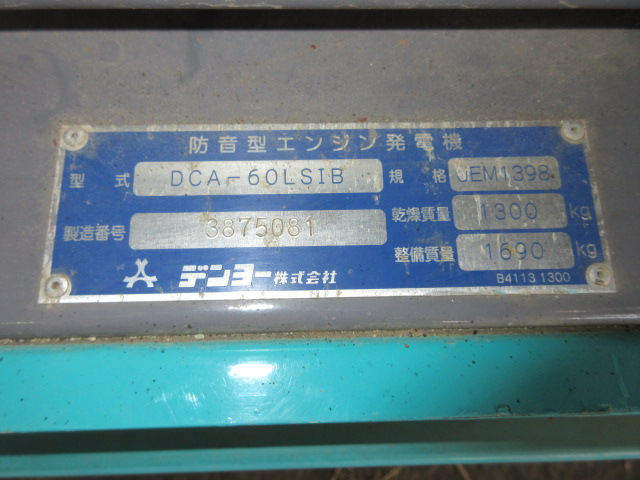 防音型エンジン発電機
型式 DCA-60LSIB 規格 JEM1398
製造番号 3875081 乾燥質量 1300 kg
整備質量 1690 kg
デンヨー株式会社
B4113 1300